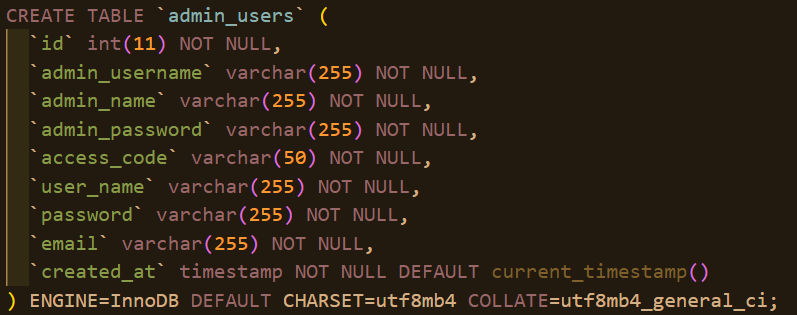 CREATE TABLE `admin_users` (
`id` int(11) NOT NULL,
`admin_username` varchar(255) NOT NULL,
`admin_name` varchar(255) NOT NULL,
`admin_password` varchar(255) NOT NULL,
`access_code` varchar(50) NOT NULL,
`user_name` varchar(255) NOT NULL,
`password` varchar(255) NOT NULL,
`email` varchar(255) NOT NULL,
`created_at` timestamp NOT NULL DEFAULT current_timestamp()
) ENGINE=InnoDB DEFAULT CHARSET=utf8mb4 COLLATE=utf8mb4_general_ci;